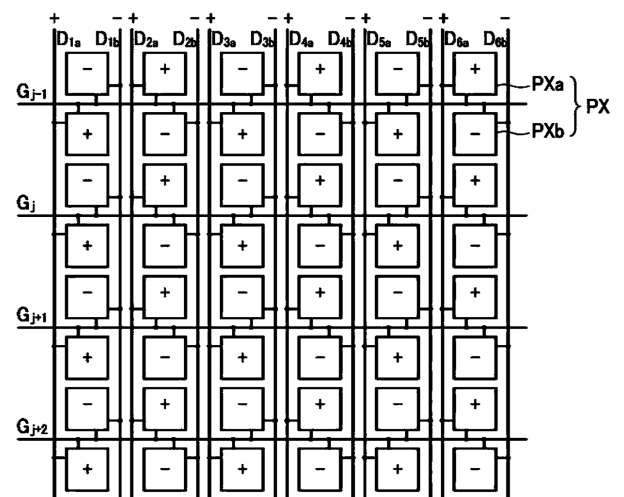 + − + − + − + − + − + −
D1a D1b D2a D2b D3a D3b D4a D4b D5a D5b D6a D6b
− + − + − + PXa
Gj-1
PX
+ − + − + − PXb
− + − + − +
Gj
+ − + − + −
− + − + − +
Gj+1
+ − + − + −
− + − + − +
Gj+2
+ − + − + −